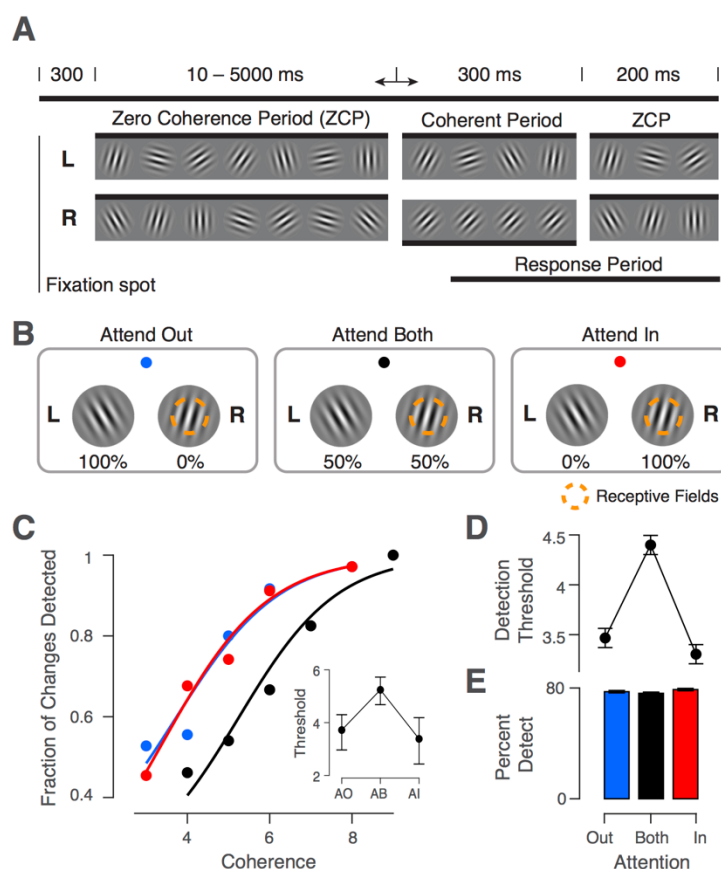 A
300 10 – 5000 ms 300 ms 200 ms
Zero Coherence Period (ZCP) Coherent Period ZCP
L
R
Response Period
Fixation spot
B
Attend Out Attend Both Attend In
L R L R L R
100% 0% 50% 50% 0% 100%
Receptive Fields
C
Fraction of Changes Detected
1
0.8
0.6
0.4
4 6 8
Coherence
Threshold
6
4
2
AO AB AI
D
Detection
Threshold
4.5
4
3.5
E
Percent
Detect
80
0
Out Both In
Attention